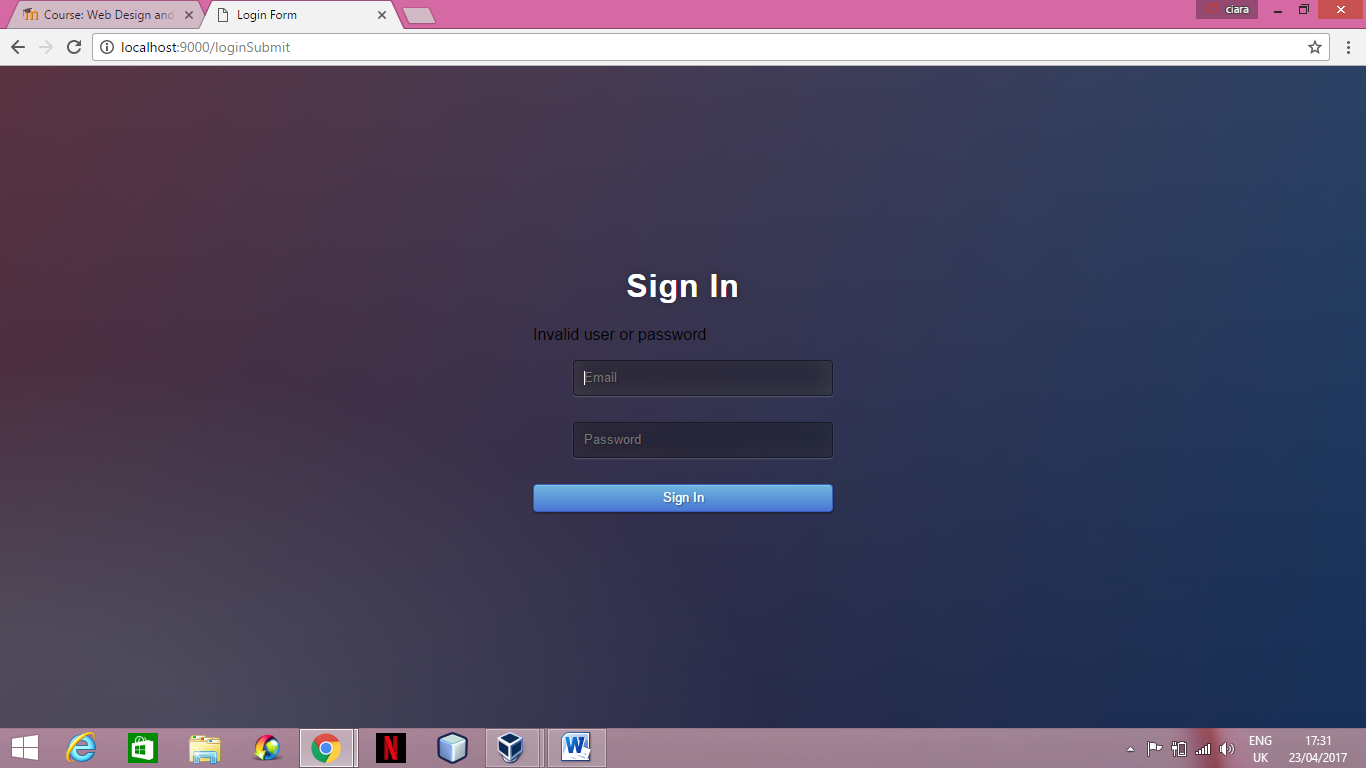 Course: Web Design and
Login Form
ciara
localhost:9000/loginSubmit
Sign In
Invalid user or password
Email
Password
Sign In
ENG
UK
17:31
23/04/2017